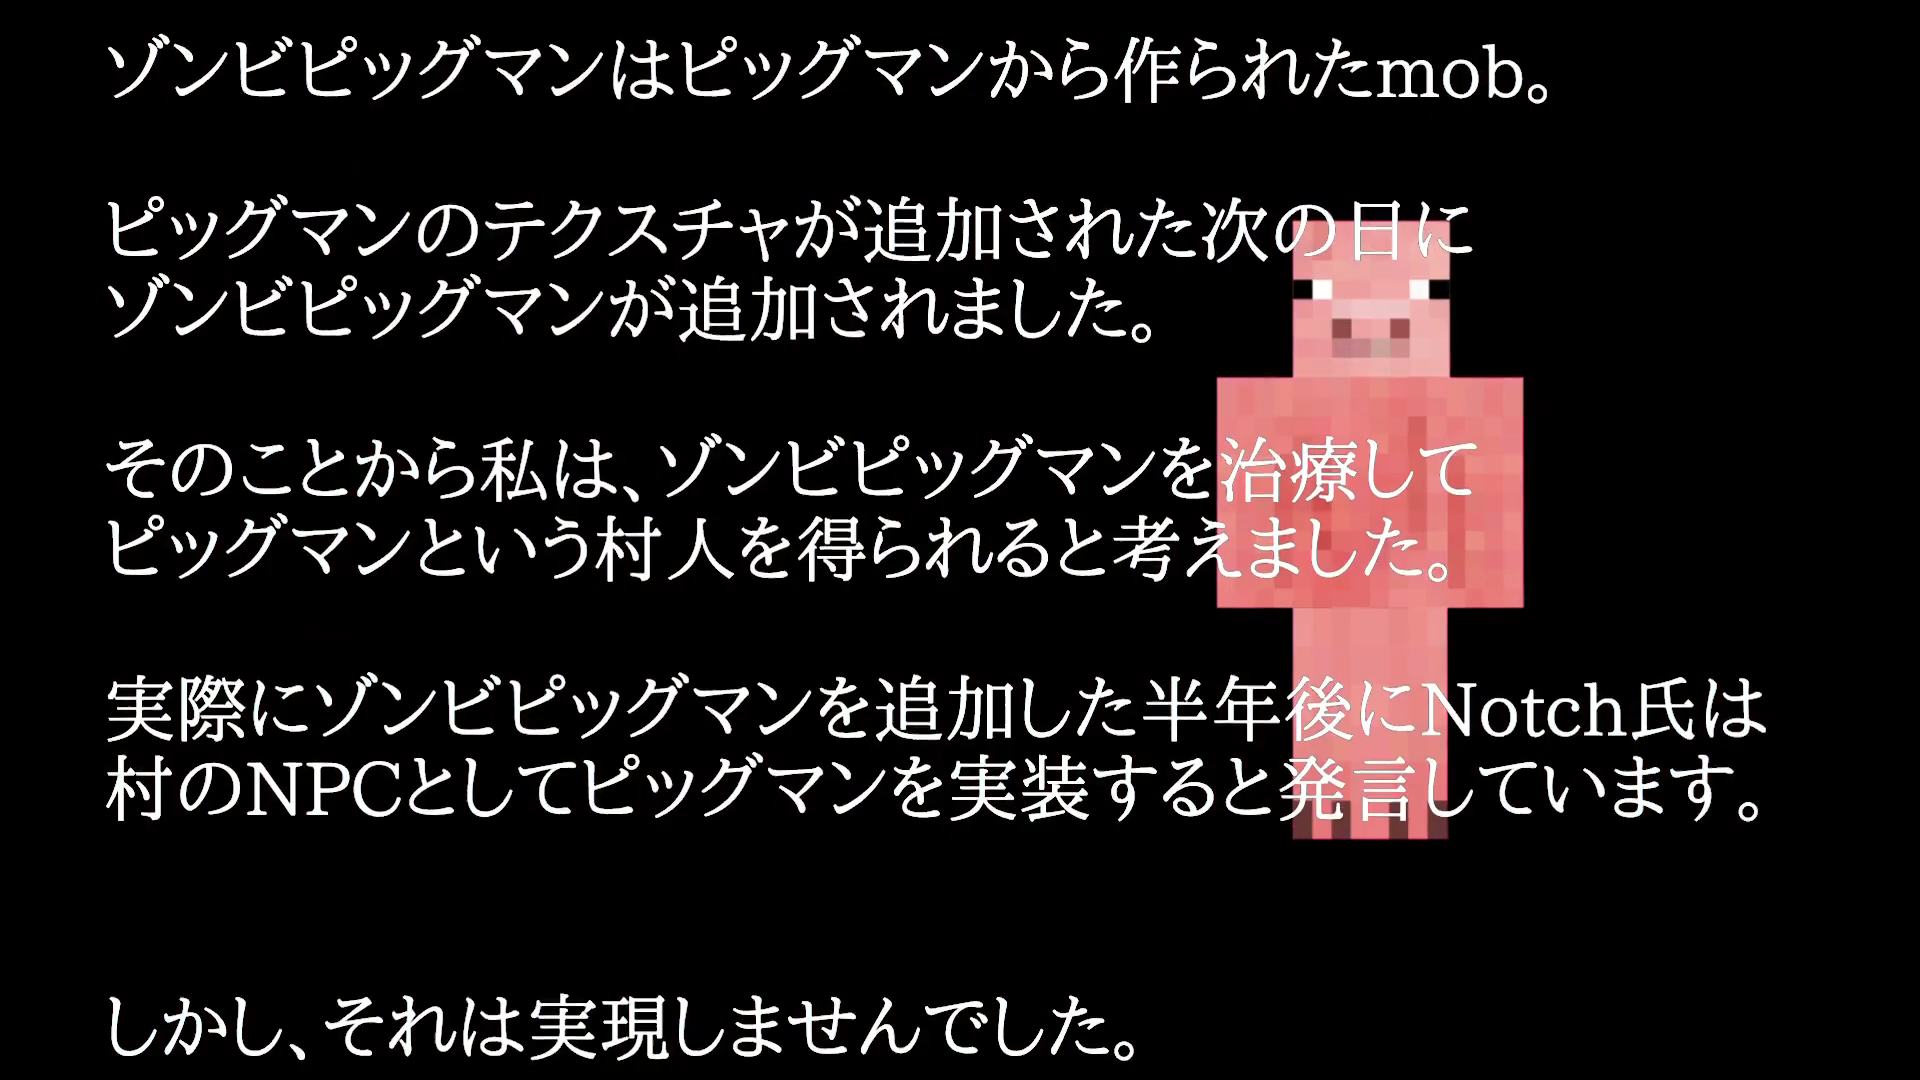 ゾンビピッグマンはピッグマンから作られたmob。
ピッグマンのテクスチャが追加された次の日に
ゾンビピッグマンが追加されました。
そのことから私は、ゾンビピッグマンを治療して
ピッグマンという村人を得られると考えました。
実際にゾンビピッグマンを追加した半年後にNotch氏は
村のNPCとしてピッグマンを実装すると発言しています。
しかし、それは実現しませんでした。